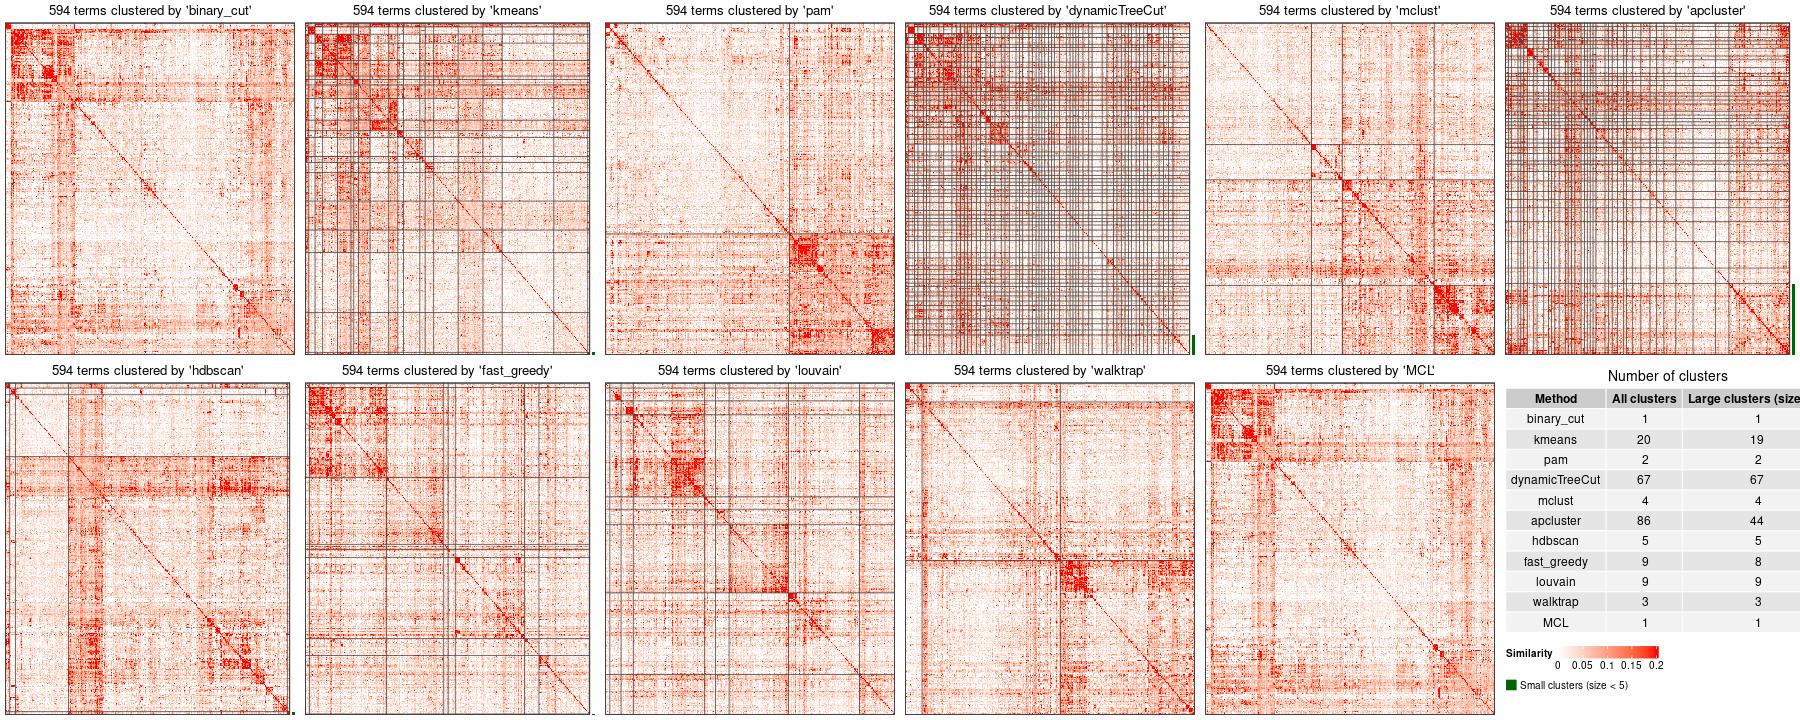 594 terms clustered by 'binary_cut'
594 terms clustered by 'kmeans'
594 terms clustered by 'pam'
594 terms clustered by 'dynamicTreeCut'
594 terms clustered by 'mclust'
594 terms clustered by 'apcluster'
594 terms clustered by 'hdbscan'
594 terms clustered by 'fast_greedy'
594 terms clustered by 'louvain'
594 terms clustered by 'walktrap'
594 terms clustered by 'MCL'
Number of clusters
Method All clusters Large clusters (size
binary_cut 1 1
kmeans 20 19
pam 2 2
dynamicTreeCut 67 67
mclust 4 4
apcluster 86 44
hdbscan 5 5
fast_greedy 9 8
louvain 9 9
walktrap 3 3
MCL 1 1
Similarity
0 0.05 0.1 0.15 0.2
Small clusters (size < 5)